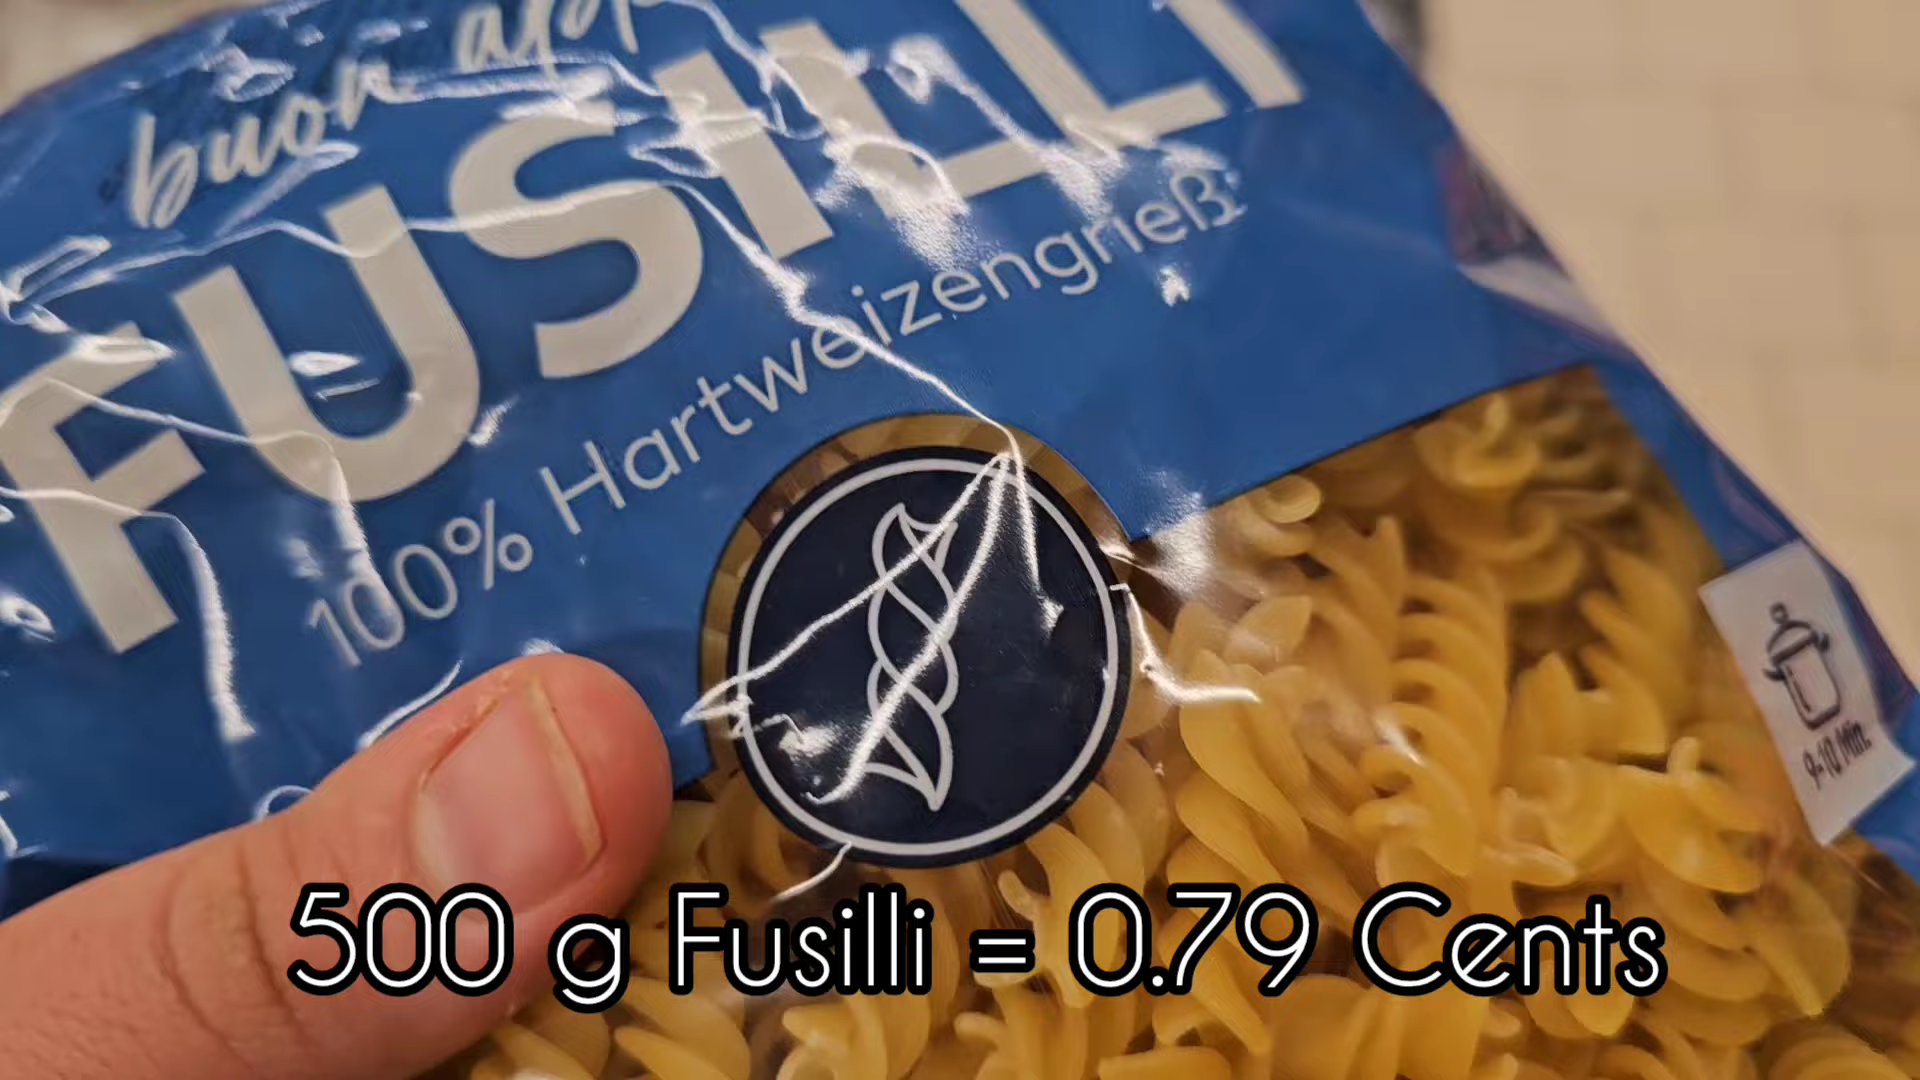 buon app
FUSILLI
100% Hartweizengrieß
9-10 Min.
500 g Fusilli = 0.79 Cents